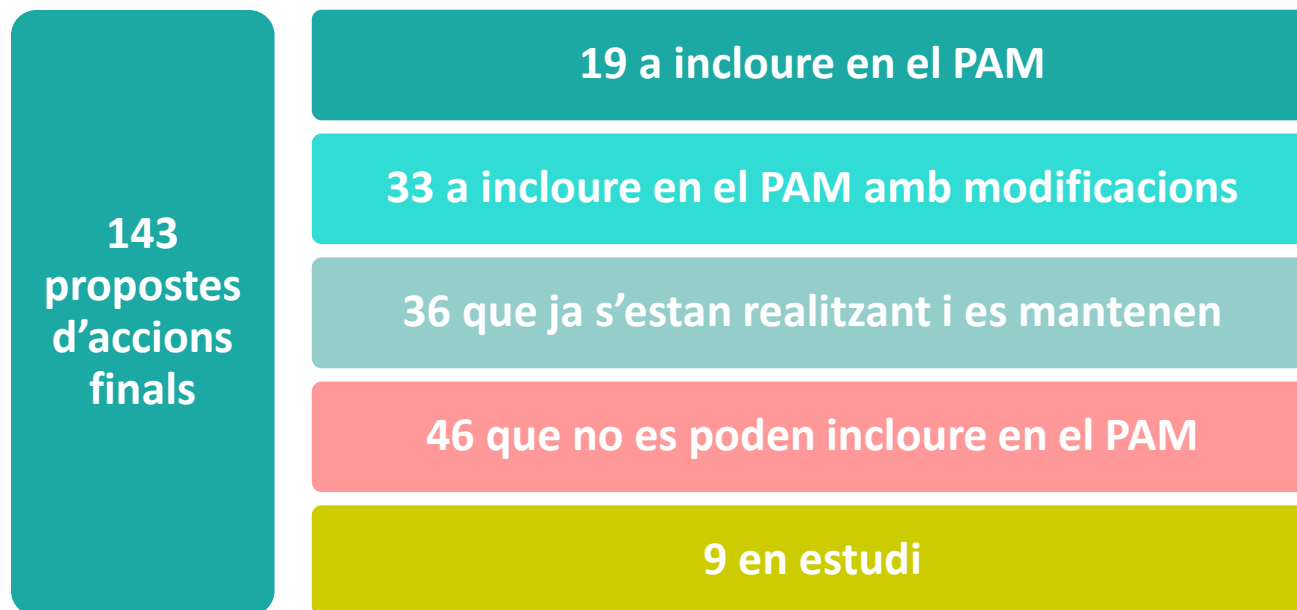 143
propostes
d’accions
finals
19 a incloure en el PAM
33 a incloure en el PAM amb modificacions
36 que ja s’estan realitzant i es mantenen
46 que no es poden incloure en el PAM
9 en estudi